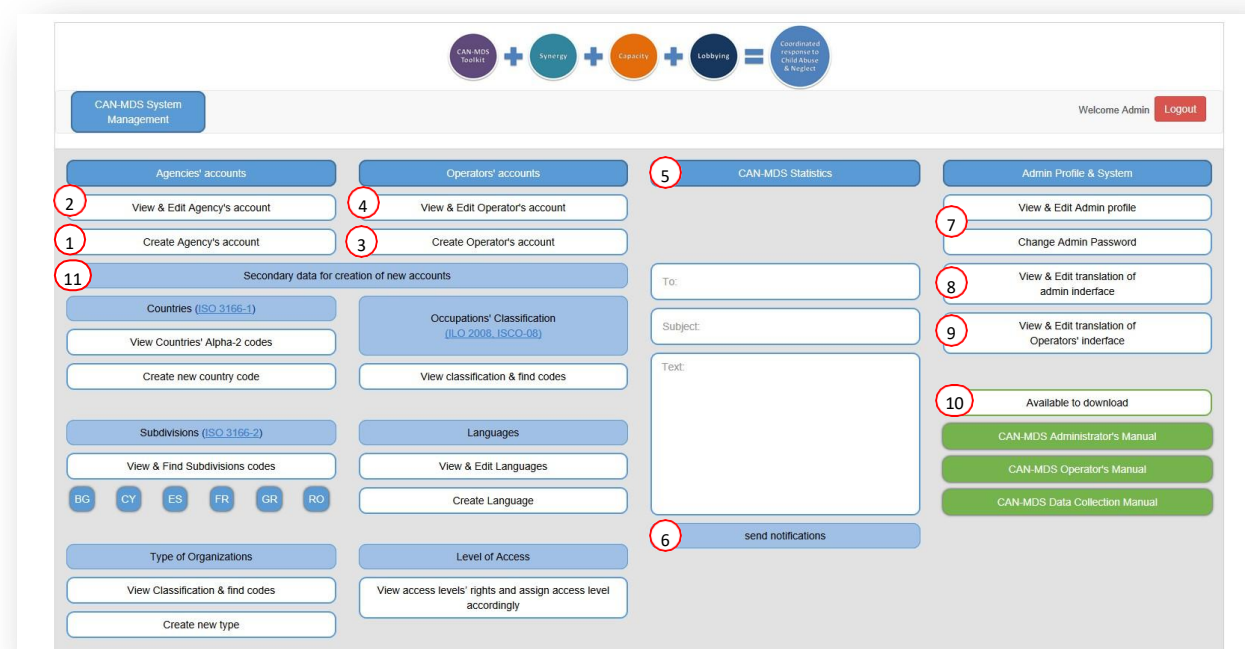 CAN-MDS
Toolkit
Synergy
Capacity
Lobbying
Coordinated
response to
Child Abuse
& Neglect
CAN-MDS System
Management
Welcome Admin
Logout
Agencies' accounts
2
View & Edit Agency's account
1
Create Agency's account
Operators' accounts
4
View & Edit Operator's account
3
Create Operator's account
11
Secondary data for creation of new accounts
Countries (ISO 3166-1)
View Countries' Alpha-2 codes
Create new country code
Occupations' Classification
(ILO 2008, ISCO-08)
View classification & find codes
Subdivisions (ISO 3166-2)
View & Find Subdivisions codes
BG CY ES FR GR RO
Languages
View & Edit Languages
Create Language
Type of Organizations
View Classification & find codes
Create new type
Level of Access
View access levels' rights and assign access level
accordingly
5
CAN-MDS Statistics
To:
Subject:
Text:
6
send notifications
Admin Profile & System
View & Edit Admin profile
7
Change Admin Password
8
View & Edit translation of
admin inderface
9
View & Edit translation of
Operators' inderface
10
Available to download
CAN-MDS Administrator's Manual
CAN-MDS Operator's Manual
CAN-MDS Data Collection Manual